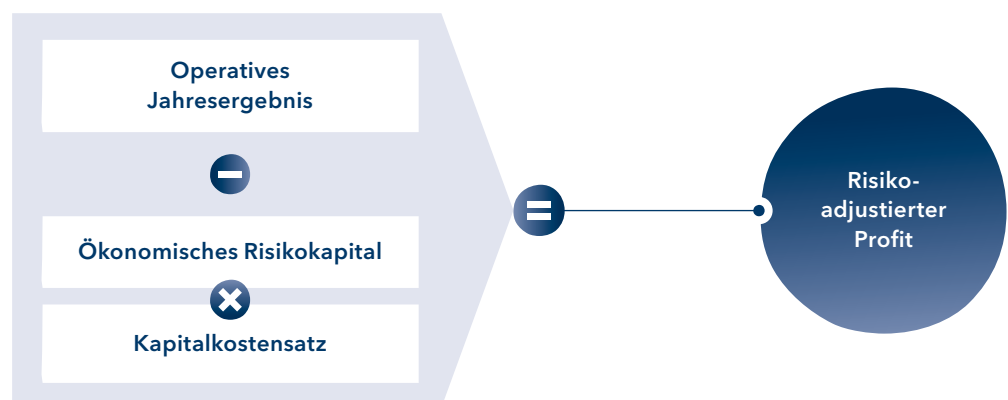 Operatives
Jahresergebnis
−
Ökonomisches Risikokapital
×
Kapitalkostensatz
=
Risiko-
adjustierter
Profit